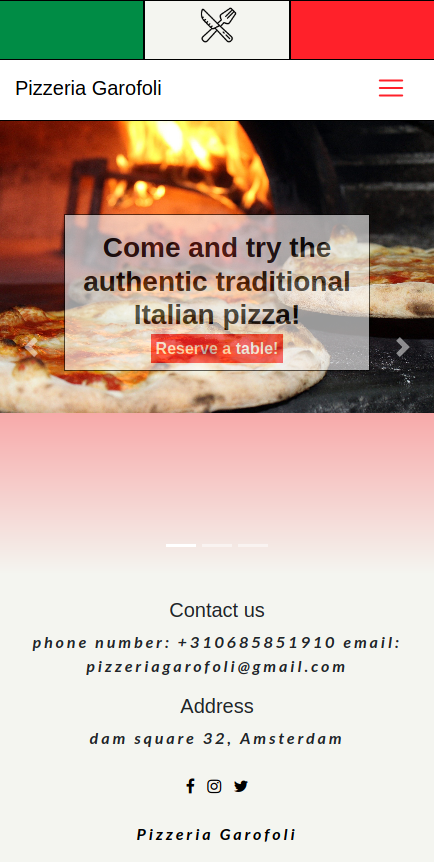 Pizzeria Garofoli
Come and try the
authentic traditional
Italian pizza!
Reserve a table!
Contact us
phone number: +310685851910 email:
pizzeriagarofoli@gmail.com
Address
dam square 32, Amsterdam
Pizzeria Garofoli